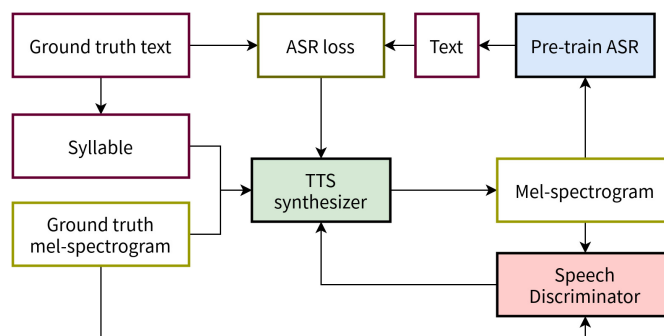 Ground truth text
ASR loss
Text
Pre-train ASR
Syllable
TTS
synthesizer
Mel-spectrogram
Ground truth
mel-spectrogram
Speech
Discriminator